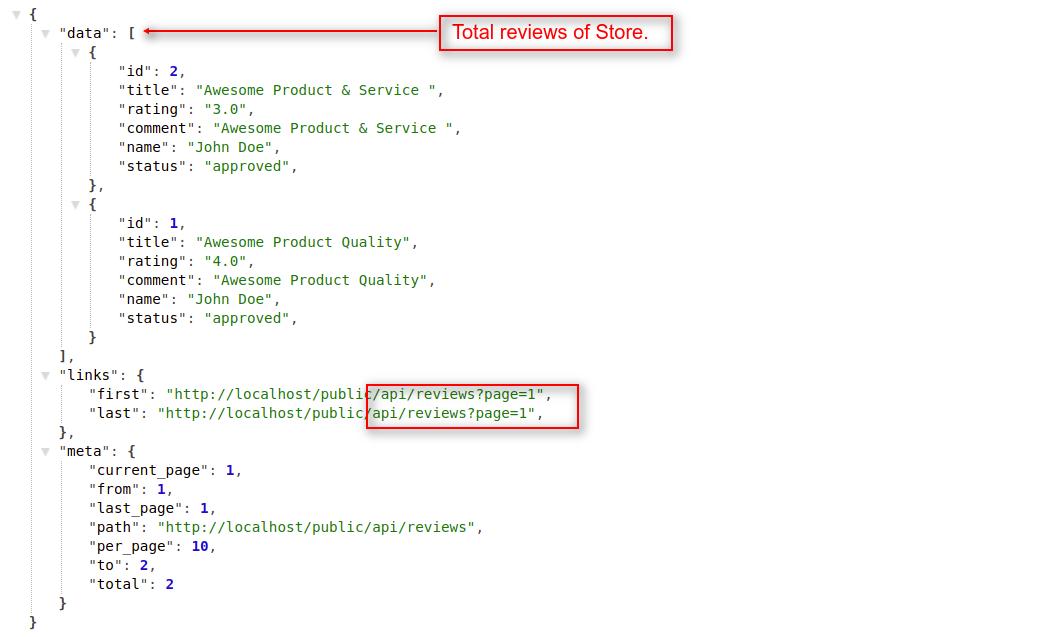 {
"data": [
Total reviews of Store.
{
"id": 2,
"title": "Awesome Product & Service ",
"rating": "3.0",
"comment": "Awesome Product & Service ",
"name": "John Doe",
"status": "approved",
},
{
"id": 1,
"title": "Awesome Product Quality",
"rating": "4.0",
"comment": "Awesome Product Quality",
"name": "John Doe",
"status": "approved",
}
],
"links": {
"first": "http://localhost/public/api/reviews?page=1",
"last": "http://localhost/public/api/reviews?page=1",
},
"meta": {
"current_page": 1,
"from": 1,
"last_page": 1,
"path": "http://localhost/public/api/reviews",
"per_page": 10,
"to": 2,
"total": 2
}
}